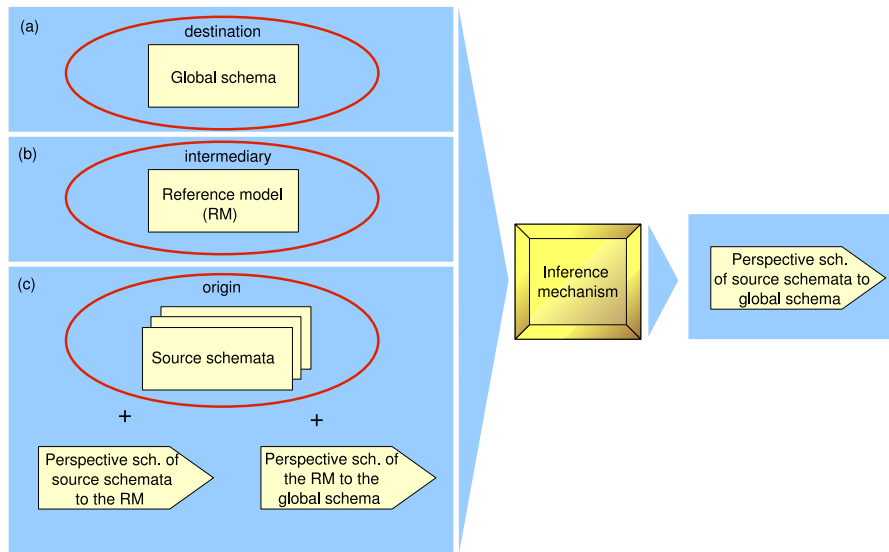 (a)
destination
Global schema
(b)
intermediary
Reference model
(RM)
(c)
origin
Source schemata
+
+
Perspective sch. of
source schemata
to the RM
Perspective sch. of
the RM to the
global schema
Inference
mechanism
Perspective sch.
of source schemata to
global schema